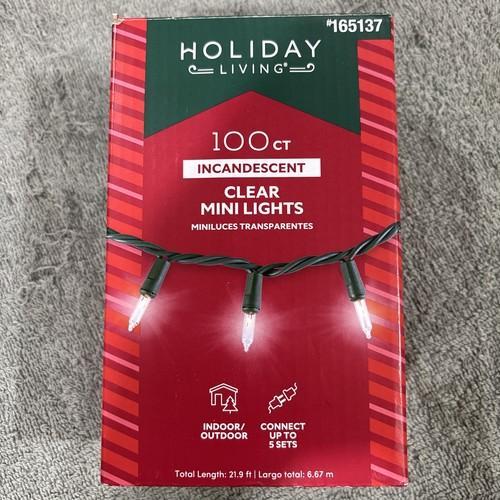 #165137
HOLIDAY
LIVING®
100 CT
INCANDESCENT
CLEAR
MINI LIGHTS
MINILUCES TRANSPARENTES
INDOOR/
OUTDOOR
CONNECT
UP TO
5 SETS
Total Length: 21.9 ft | Largo total: 6.67 m